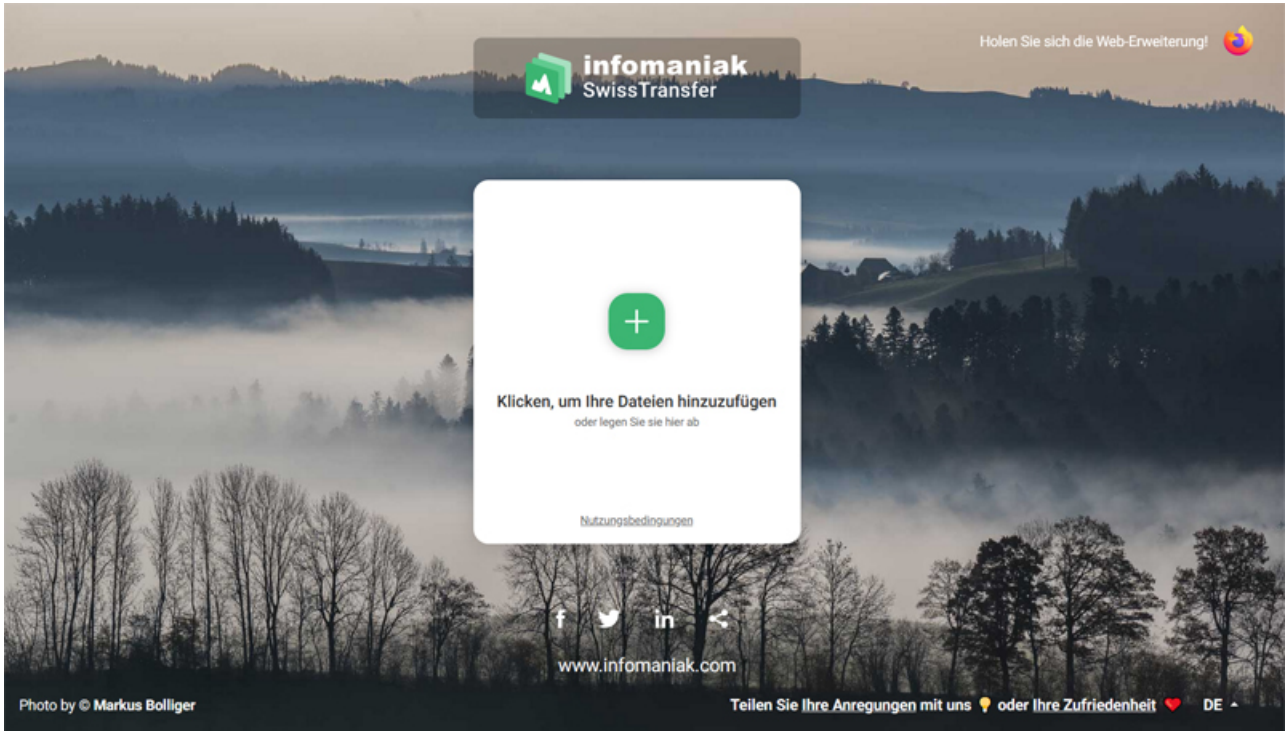 Holen Sie sich die Web-Erweiterung!
infomaniak
SwissTransfer
Klicken, um Ihre Dateien hinzuzufügen
oder legen Sie sie hier ab
Nutzungsbedingungen
f in
www.infomaniak.com
Photo by © Markus Bolliger
Teilen Sie Ihre Anregungen mit uns 💡 oder Ihre Zufriedenheit ❤️ DE